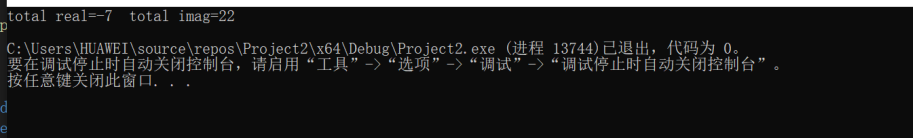 total real=-7  total imag=22
C:\Users\HUAWEI\source\repos\Project2\x64\Debug\Project2.exe (进程 13744)已退出，代码为 0。
要在调试停止时自动关闭控制台，请启用“工具”->“选项”->“调试”->“调试停止时自动关闭控制台”。
按任意键关闭此窗口. . .